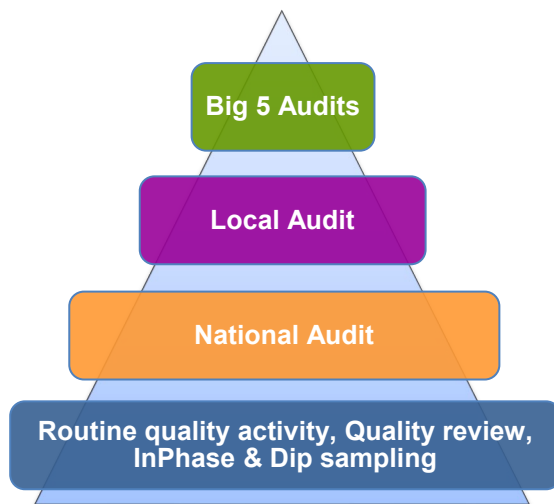 Big 5 Audits
Local Audit
National Audit
Routine quality activity, Quality review,
InPhase & Dip sampling